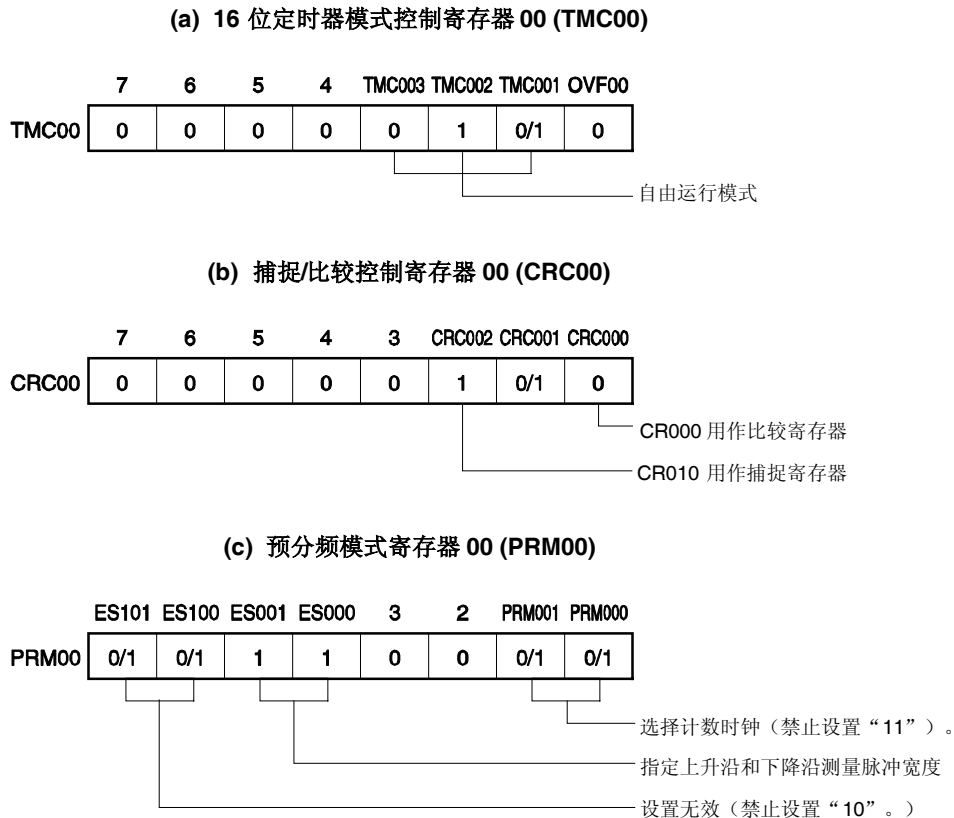 (a) 16 位定时器模式控制寄存器 00 (TMC00)
7 6 5 4 TMC003 TMC002 TMC001 OVF00
TMC00 0 0 0 0 0 1 0/1 0
自由运行模式
(b) 捕捉/比较控制寄存器 00 (CRC00)
7 6 5 4 3 CRC002 CRC001 CRC000
CRC00 0 0 0 0 0 1 0/1 0
CR000 用作比较寄存器
CR010 用作捕捉寄存器
(c) 预分频模式寄存器 00 (PRM00)
ES101 ES100 ES001 ES000 3 2 PRM001 PRM000
PRM00 0/1 0/1 1 1 0 0 0/1 0/1
选择计数时钟（禁止设置“11”）。
指定上升沿和下降沿测量脉冲宽度
设置无效（禁止设置“10”。）